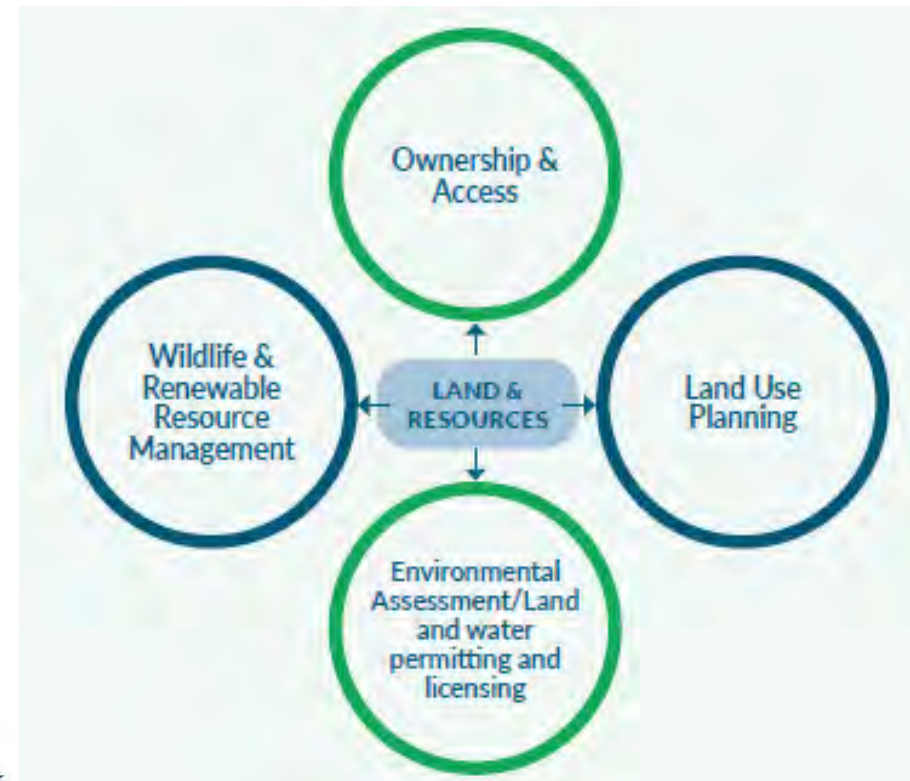 Ownership &
Access
Wildlife &
Renewable
Resource
Management
LAND &
RESOURCES
Land Use
Planning
Environmental
Assessment/Land
and water
permitting and
licensing